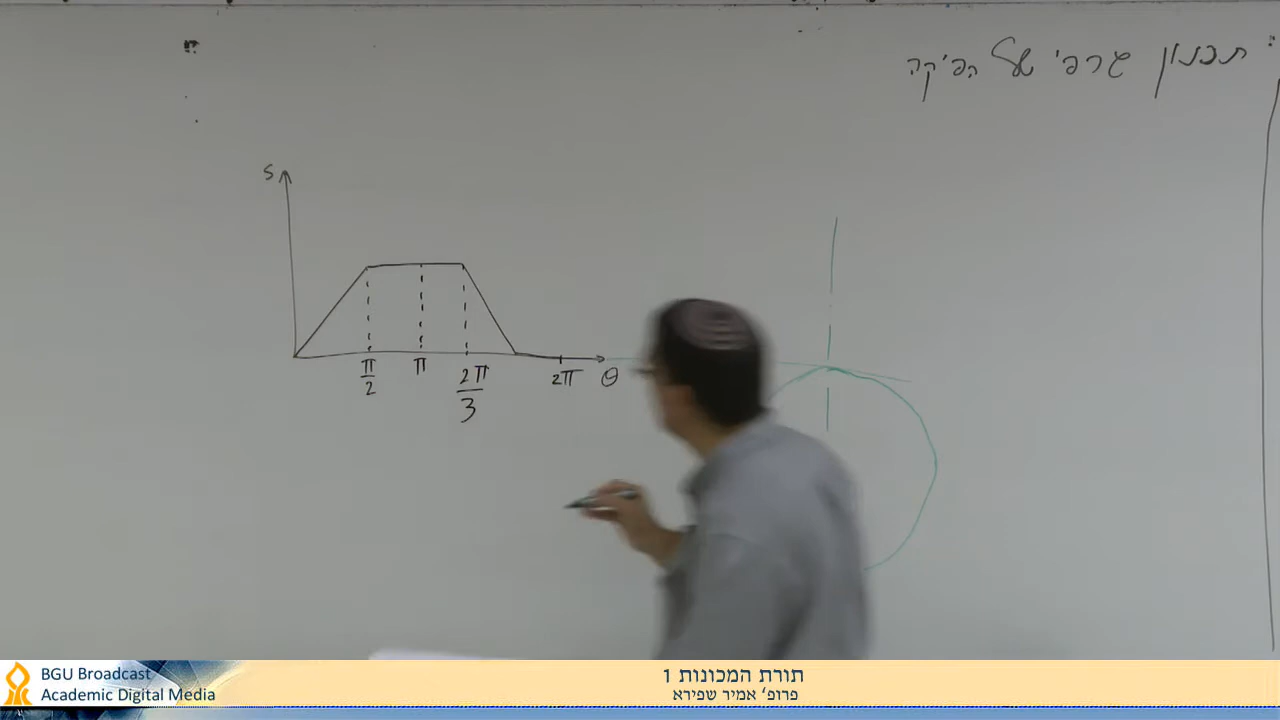 תכנון גרפי של הפיקה
S
π/2 π 2π/3 2π θ
BGU Broadcast
Academic Digital Media
תורת המכונות 1
פרופ' אמיר שפירא